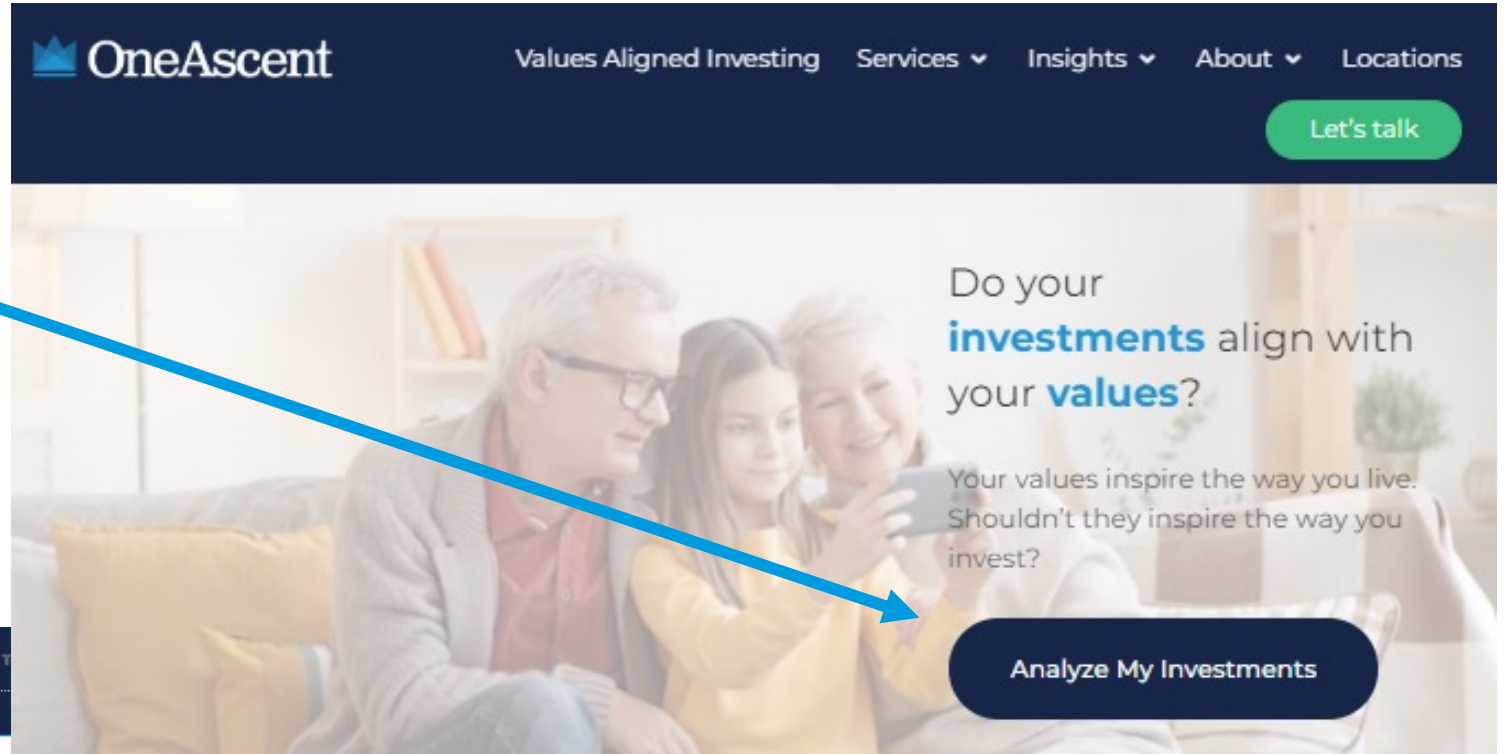 OneAscent
Values Aligned Investing Services Insights About Locations
Let's talk
Do your
investments align with
your values?
Your values inspire the way you live.
Shouldn't they inspire the way you
invest?
Analyze My Investments